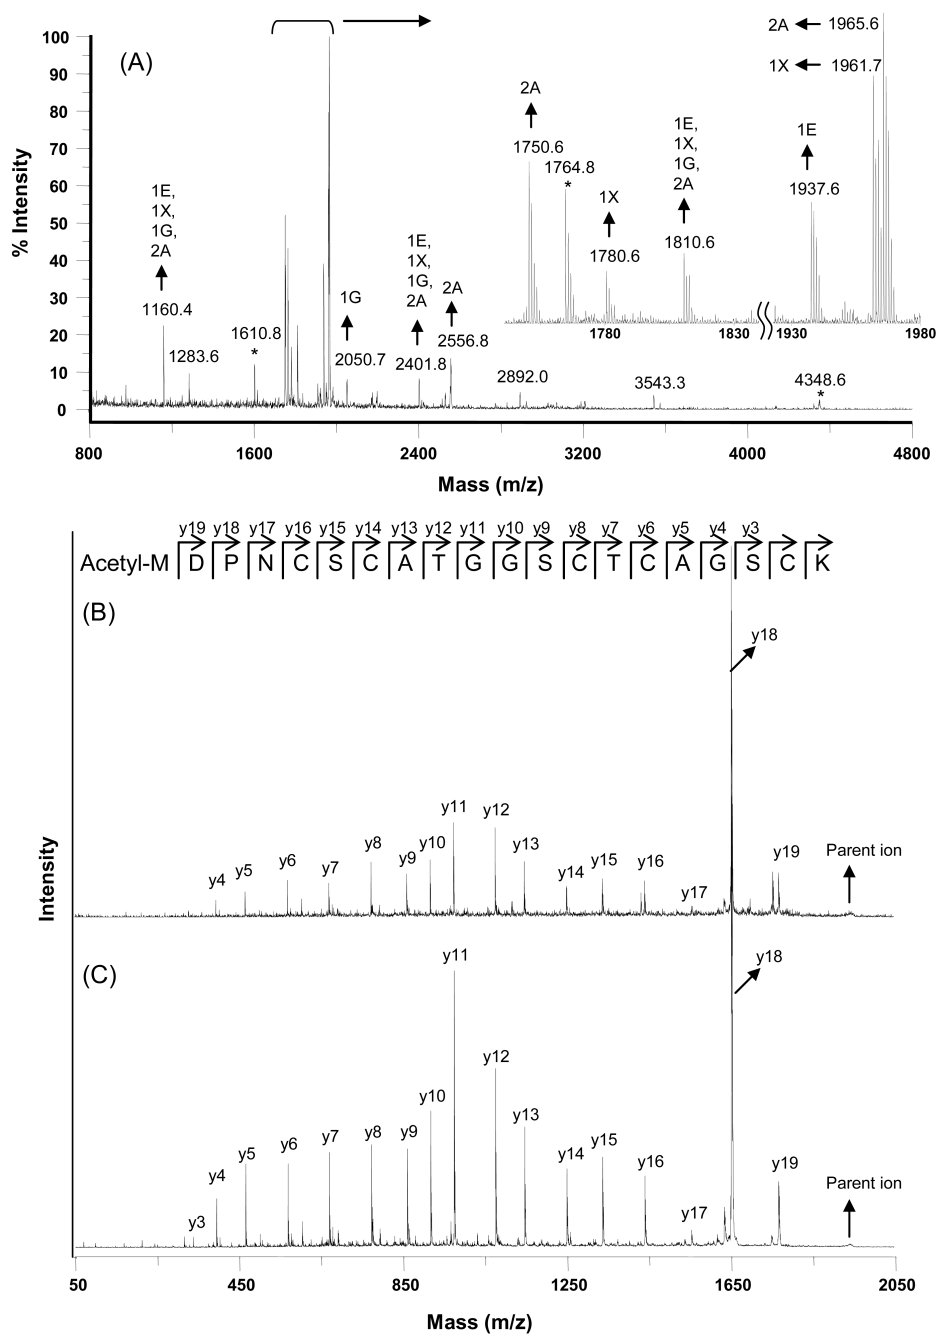 (A)
% Intensity
100
90
80
70
60
50
40
30
20
10
0
1E,
1X,
1G,
2A
1160.4
1283.6
1610.8
*
1G
2050.7
1E,
1X,
1G,
2A
2401.8
2A
2556.8
2892.0
3543.3
4348.6
*
2A
1750.6
1764.8
*
1X
1780.6
1E,
1X,
1G,
2A
1810.6
1E
1937.6
2A 1965.6
1X 1961.7
1780 1830 1930 1980
800 1600 2400 3200 4000 4800
Mass (m/z)
y19 y18 y17 y16 y15 y14 y13 y12 y11 y10 y9 y8 y7 y6 y5 y4 y3
Acetyl-M D P N C S C A T G G S C T C A G S C K
(B)
Intensity
y4
y5
y6
y7
y8
y9
y10
y11
y12
y13
y14
y15
y16
y17
y18
y19
Parent ion
(C)
y3
y4
y5
y6
y7
y8
y9
y10
y11
y12
y13
y14
y15
y16
y17
y18
y19
Parent ion
50 450 850 1250 1650 2050
Mass (m/z)